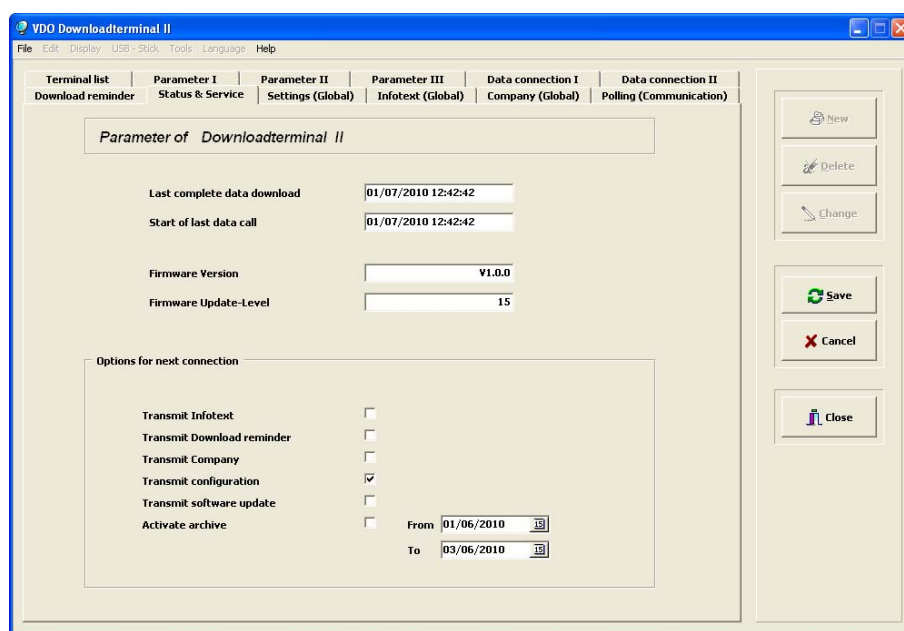 VDO Downloadterminal II
File Edit Display USB - Stick Tools Language Help
Terminal list Parameter I Parameter II Parameter III Data connection I Data connection II
Download reminder Status & Service Settings (Global) Infotext (Global) Company (Global) Polling (Communication)
Parameter of Downloadterminal II
New
Delete
Change
Last complete data download 01/07/2010 12:42:42
Start of last data call 01/07/2010 12:42:42
Firmware Version V1.0.0
Firmware Update-Level 15
Save
Cancel
Options for next connection
Close
Transmit Infotext
Transmit Download reminder
Transmit Company
Transmit configuration
Transmit software update
Activate archive From 01/06/2010 15
To 03/06/2010 15